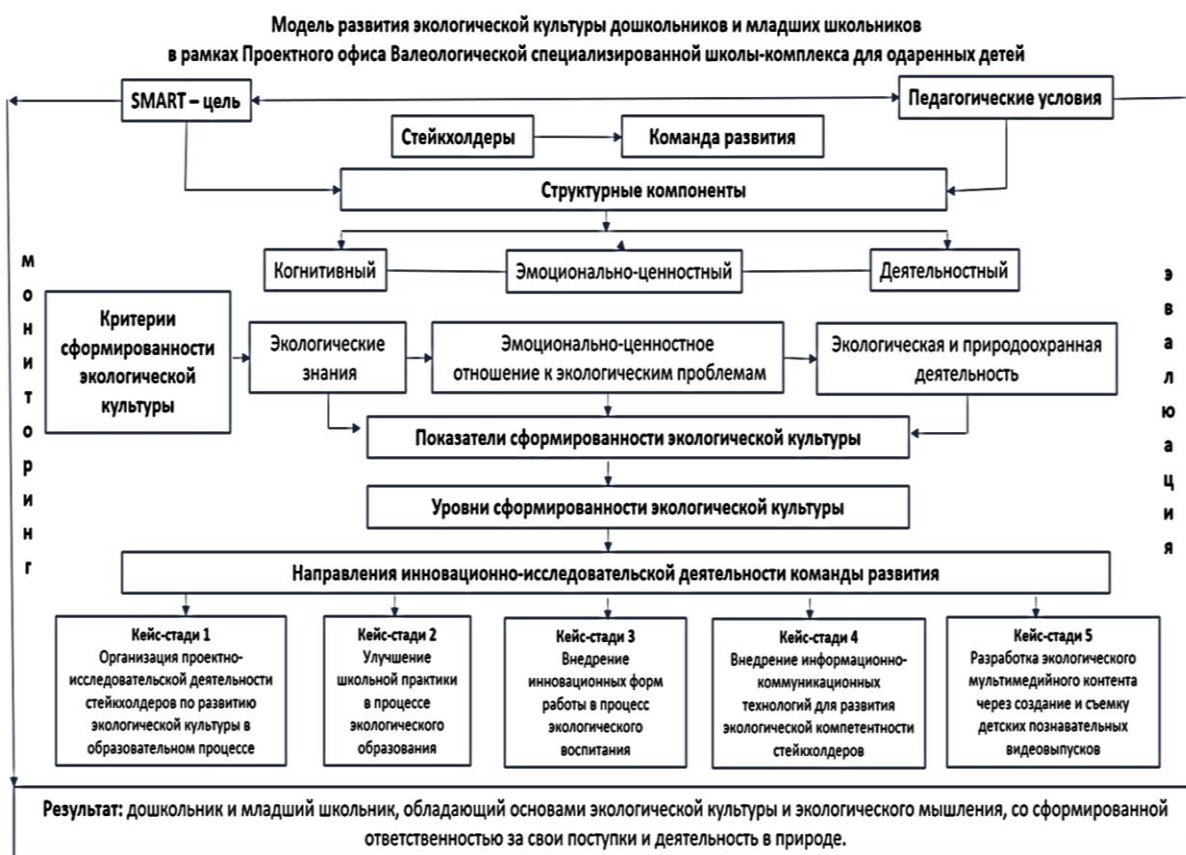 Модель развития экологической культуры дошкольников и младших школьников
в рамках Проектного офиса Валеологической специализированной школы-комплекса для одаренных детей
SMART – цель
Педагогические условия
Стейкхолдеры
Команда развития
Структурные компоненты
Когнитивный
Эмоционально-ценностный
Деятельностный
мониторинг
эвалюация
Критерии
сформированности
экологической
культуры
Экологические
знания
Эмоционально-ценностное
отношение к экологическим проблемам
Экологическая и природоохранная
деятельность
Показатели сформированности экологической культуры
Уровни сформированности экологической культуры
Направления инновационно-исследовательской деятельности команды развития
Кейс-стади 1
Организация проектно-
исследовательской деятельности
стейкхолдеров по развитию
экологической культуры в
образовательном процессе
Кейс-стади 2
Улучшение
школьной практики
в процессе
экологического
образования
Кейс-стади 3
Внедрение
инновационных форм
работы в процесс
экологического
воспитания
Кейс-стади 4
Внедрение информационно-
коммуникационных
технологий для развития
экологической компетентности
стейкхолдеров
Кейс-стади 5
Разработка экологического
мультимедийного контента
через создание и съемку
детских познавательных
видеовыпусков
Результат: дошкольник и младший школьник, обладающий основами экологической культуры и экологического мышления, со сформированной
ответственностью за свои поступки и деятельность в природе.